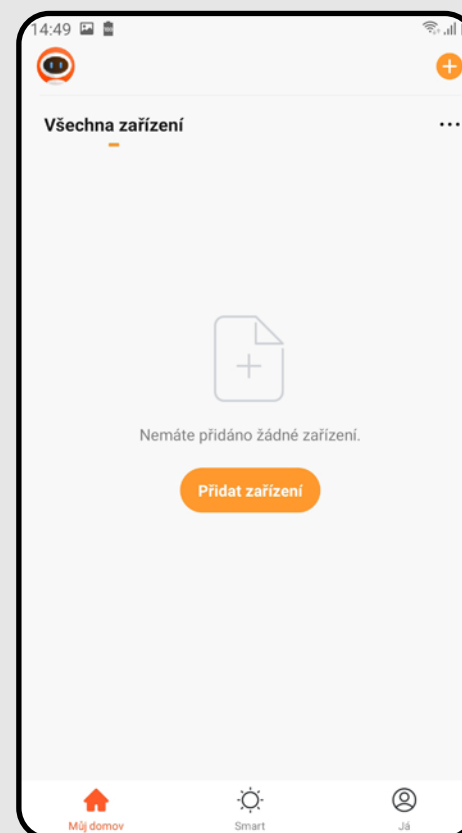 14:49
Všechna zařízení
Nemáte přidáno žádné zařízení.
Přidat zařízení
Můj domov
Smart
Já